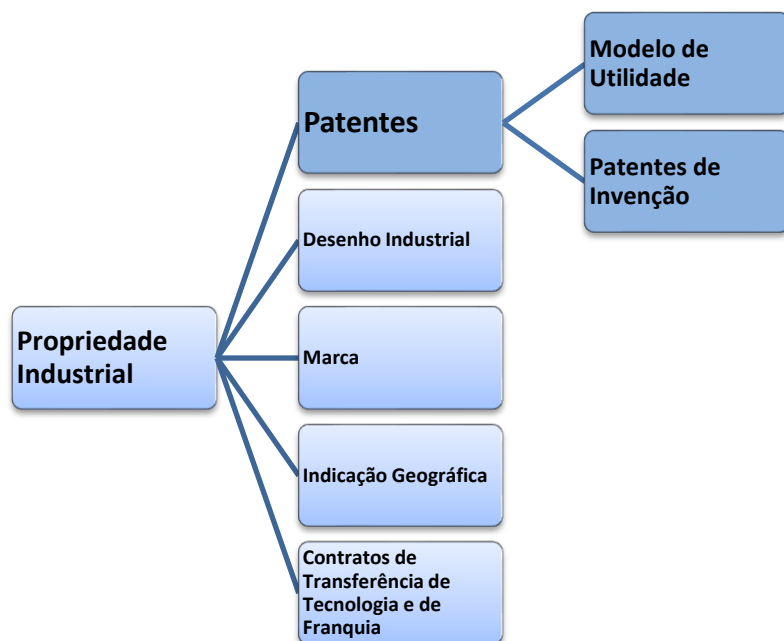 Propriedade
Industrial
Patentes
Modelo de
Utilidade
Patentes de
Invenção
Desenho Industrial
Marca
Indicação Geográfica
Contratos de
Transferência de
Tecnologia e de
Franquia